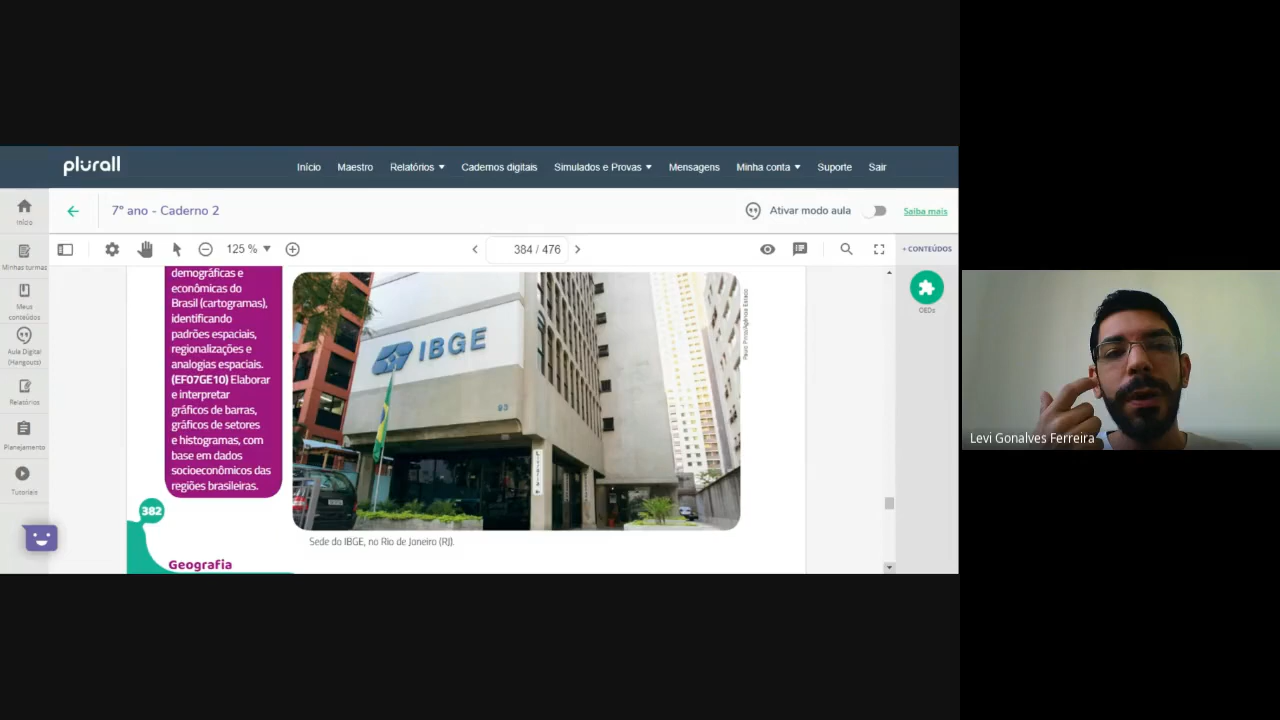 plurall
Início Maestro Relatórios Cadernos digitais Simulados e Provas Mensagens Minha conta Suporte Sair
7º ano - Caderno 2
Ativar modo aula Saiba mais
125 % 384 / 476 + CONTEÚDOS
Início
Minhas turmas
Meus conteúdos
Aula Digital
(Hangouts)
Relatórios
Planejamento
Tutoriais
demográficas e
econômicas do
Brasil (cartogramas),
identificando
padrões espaciais,
regionalizações e
analogias espaciais.
(EF07GE10) Elaborar
e interpretar
gráficos de barras,
gráficos de setores
e histogramas, com
base em dados
socioeconômicos das
regiões brasileiras.
382
Geografia
IBGE
93
Sede do IBGE, no Rio de Janeiro (RJ).
OEDs
Levi Gonalves Ferreira